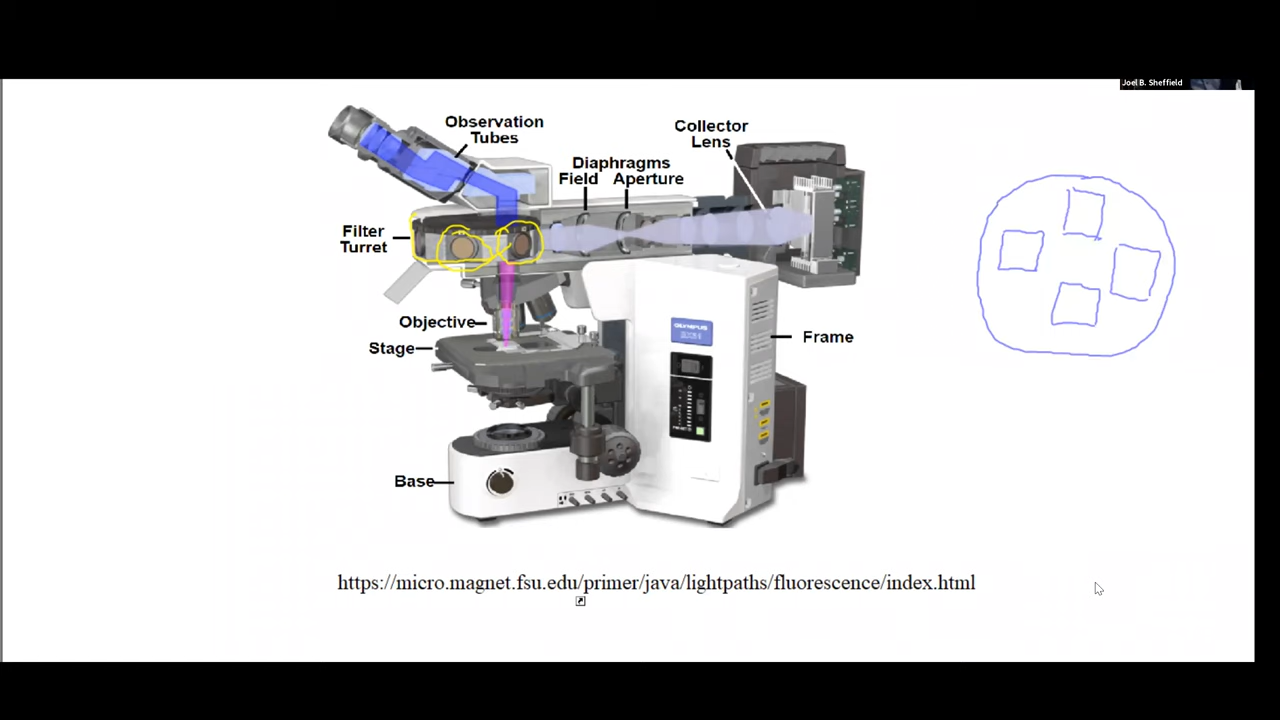 Joel B. Sheffield
Observation
Tubes
Collector
Lens
Diaphragms
Field Aperture
Filter
Turret
Objective
Stage
OLYMPUS
Frame
Base
https://micro.magnet.fsu.edu/primer/java/lightpaths/fluorescence/index.html